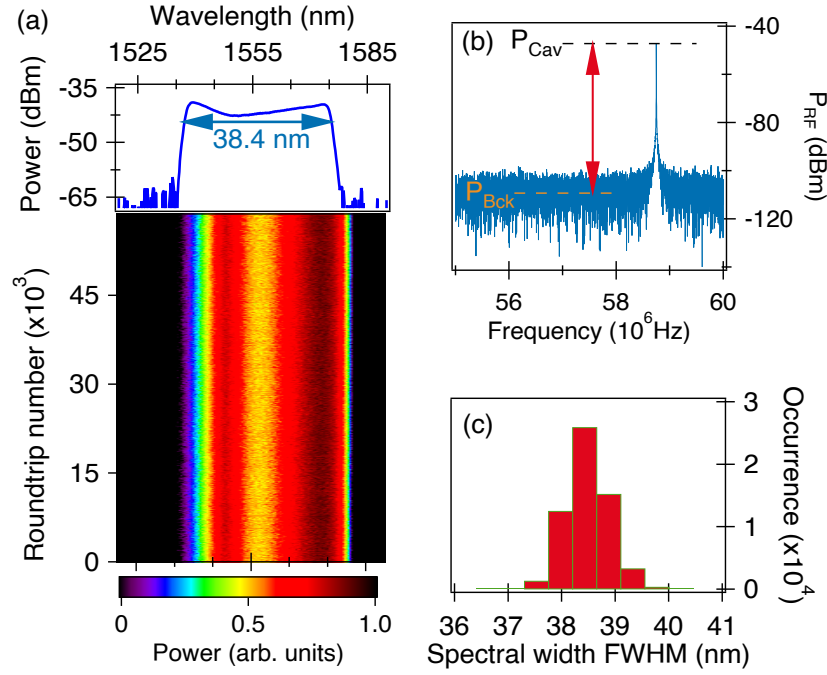 (a)
Wavelength (nm)
1525 1555 1585
Power (dBm)
-35
-50
-65
38.4 nm
Roundtrip number (x10³)
45
30
15
0
0 0.5 1.0
Power (arb. units)
(b)
P_Cav
P_Bck
-40
-80
-120
P_RF (dBm)
56 58 60
Frequency (10⁶Hz)
(c)
3
2
1
0
Occurrence (x10⁴)
36 37 38 39 40 41
Spectral width FWHM (nm)